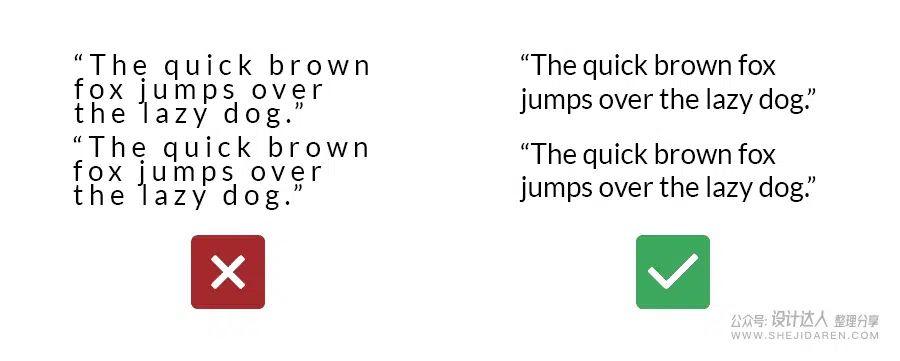 “The quick brown
fox jumps over
the lazy dog.”
“The quick brown
fox jumps over
the lazy dog.”
“The quick brown fox
jumps over the lazy dog.”
“The quick brown fox
jumps over the lazy dog.”
公众号: 设计达人 整理分享
WWW.SHEJIDAREN.COM